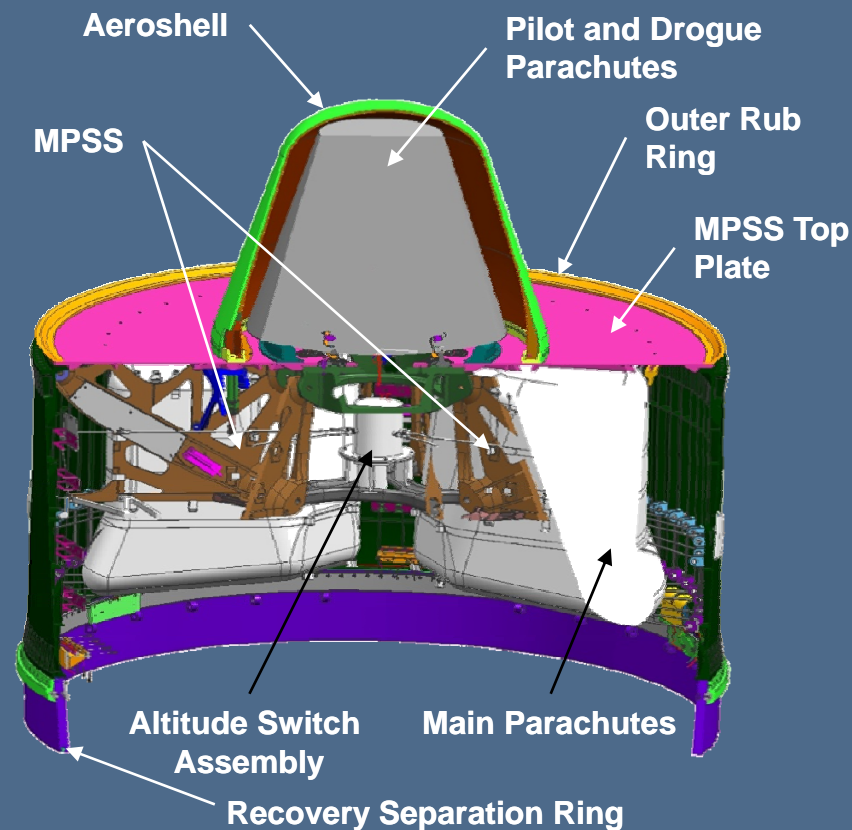 Aeroshell
Pilot and Drogue
Parachutes
MPSS
Outer Rub
Ring
MPSS Top
Plate
Altitude Switch
Assembly
Main Parachutes
Recovery Separation Ring